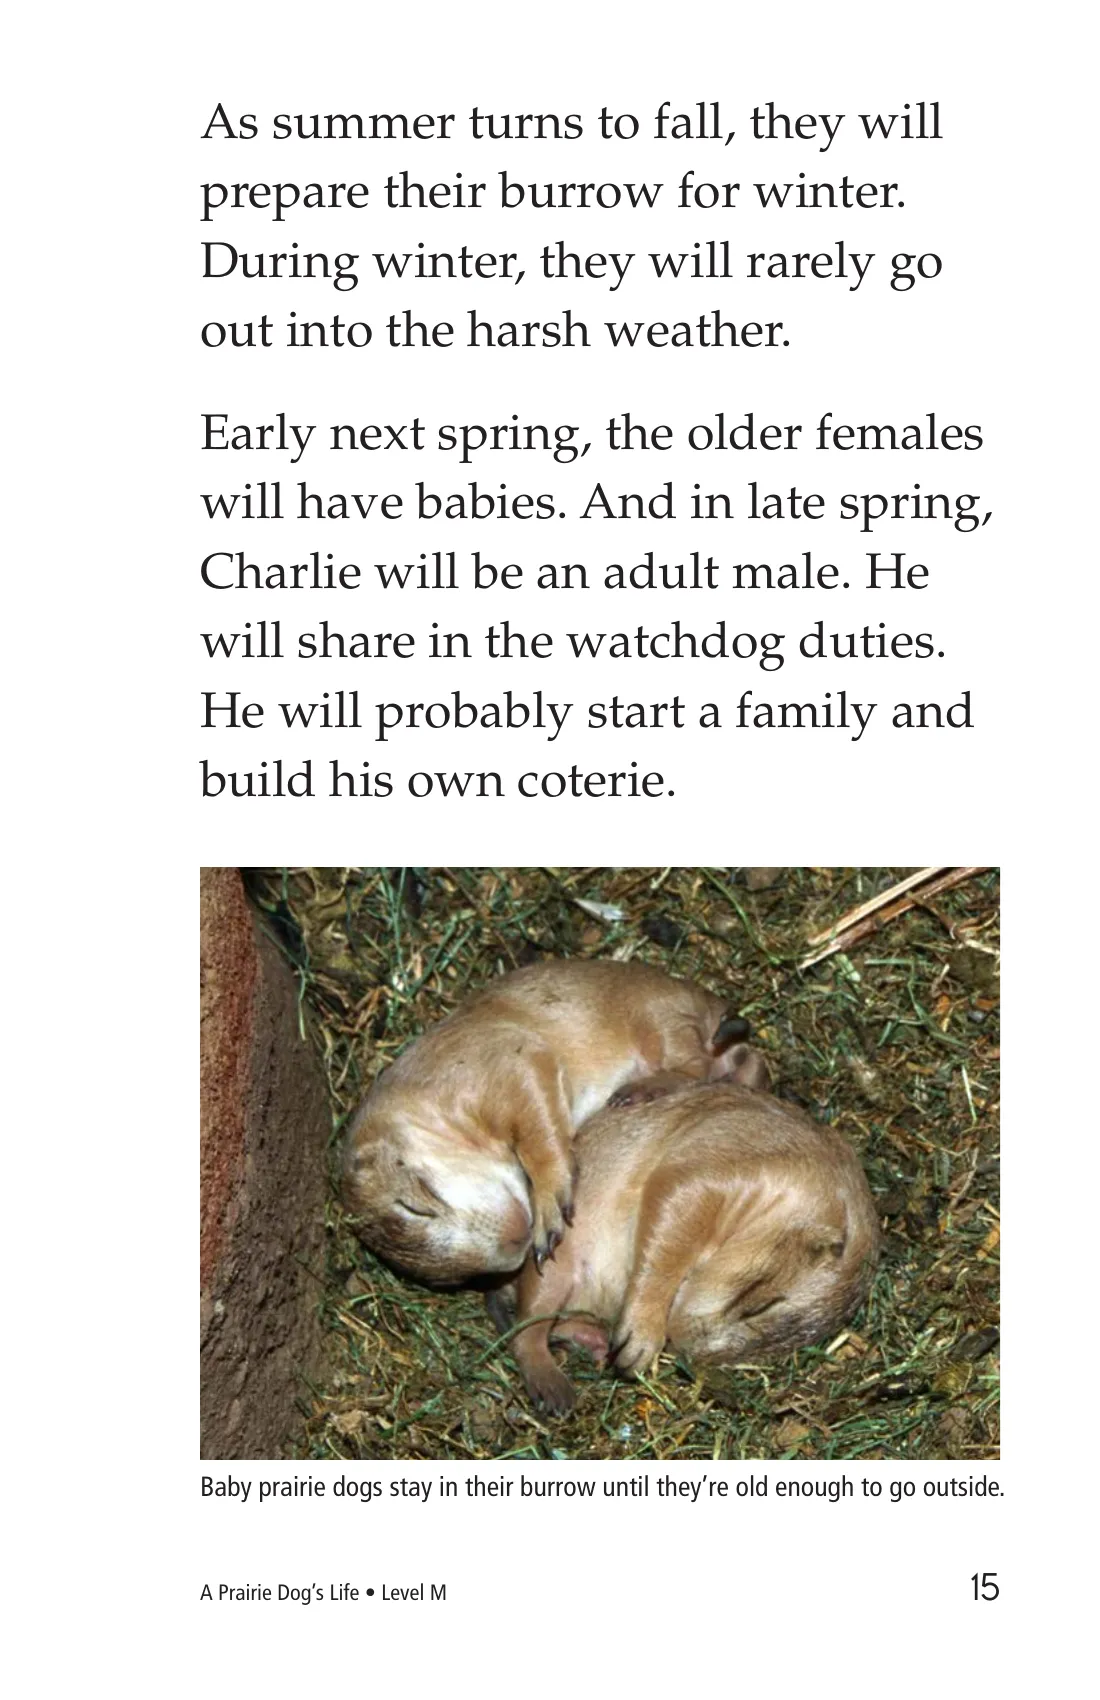 As summer turns to fall, they will
prepare their burrow for winter.
During winter, they will rarely go
out into the harsh weather.
Early next spring, the older females
will have babies. And in late spring,
Charlie will be an adult male. He
will share in the watchdog duties.
He will probably start a family and
build his own coterie.
Baby prairie dogs stay in their burrow until they’re old enough to go outside.
A Prairie Dog’s Life • Level M
15